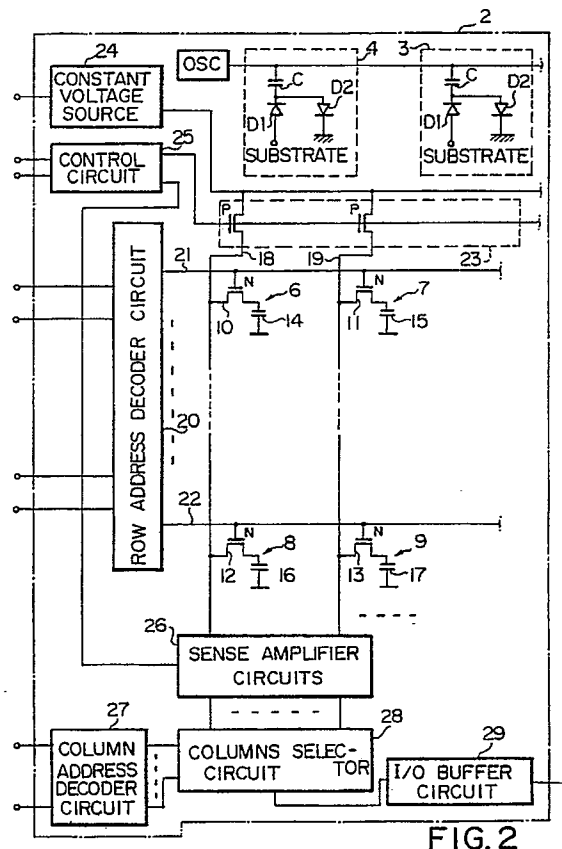 2
24
CONSTANT
VOLTAGE
SOURCE
OSC
4
C
D1
D2
SUBSTRATE
3
C
D1
D2
SUBSTRATE
25
CONTROL
CIRCUIT
P
P
18
19
23
21
N
6
10
14
N
7
11
15
ROW ADDRESS DECODER CIRCUIT
20
22
N
8
12
16
N
9
13
17
26
SENSE AMPLIFIER
CIRCUITS
27
COLUMN
ADDRESS
DECODER
CIRCUIT
28
COLUMNS SELEC-
CIRCUIT TOR
29
I/O BUFFER
CIRCUIT
FIG. 2